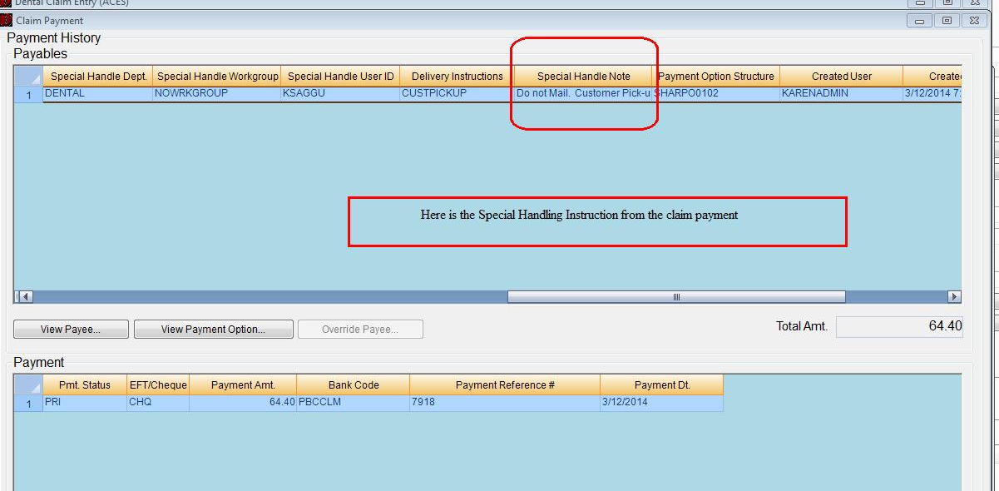 Dental Claim Entry (ACES)
Claim Payment
Payment History
Payables
Special Handle Dept. Special Handle Workgroup Special Handle User ID Delivery Instructions Special Handle Note Payment Option Structure Created User Create
1 DENTAL NOWRKGROUP KSAGGU CUSTPICKUP Do not Mail. Customer Pick-u SHARPO0102 KARENADMIN 3/12/2014 7:
Here is the Special Handling Instruction from the claim payment
View Payee... View Payment Option... Override Payee... Total Amt. 64.40
Payment
Pmt. Status EFT/Cheque Payment Amt. Bank Code Payment Reference # Payment Dt.
1 PRI CHQ 64.40 PBCCLM 7918 3/12/2014